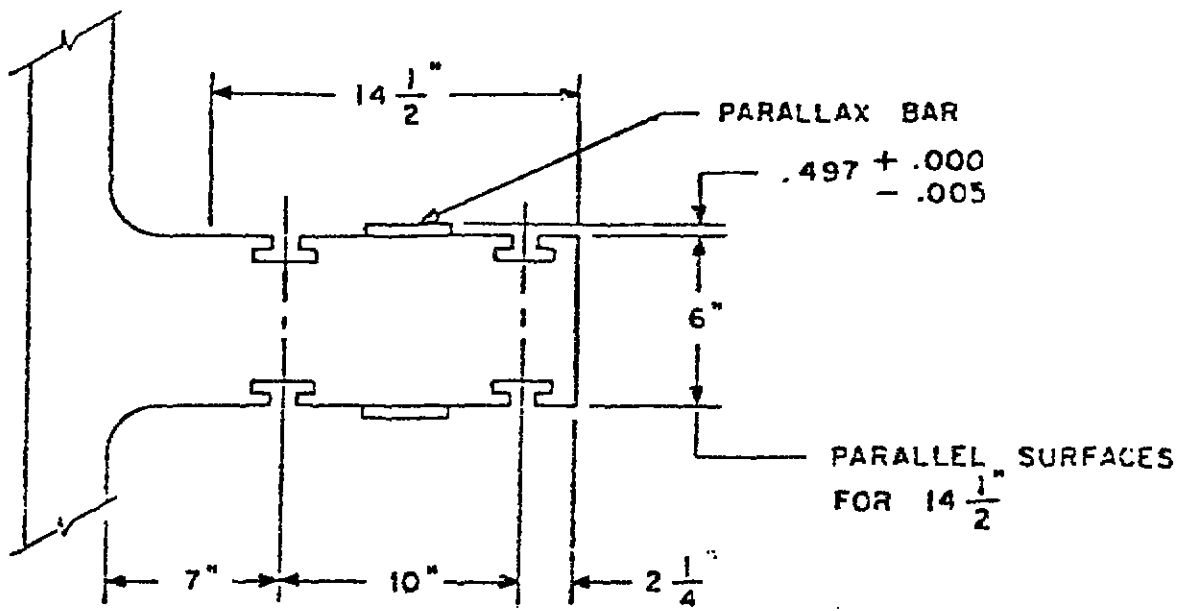 14 1/2"
PARALLAX BAR
.497 + .000
- .005
6"
PARALLEL SURFACES
FOR 14 1/2"
7"
10"
2 1/4"